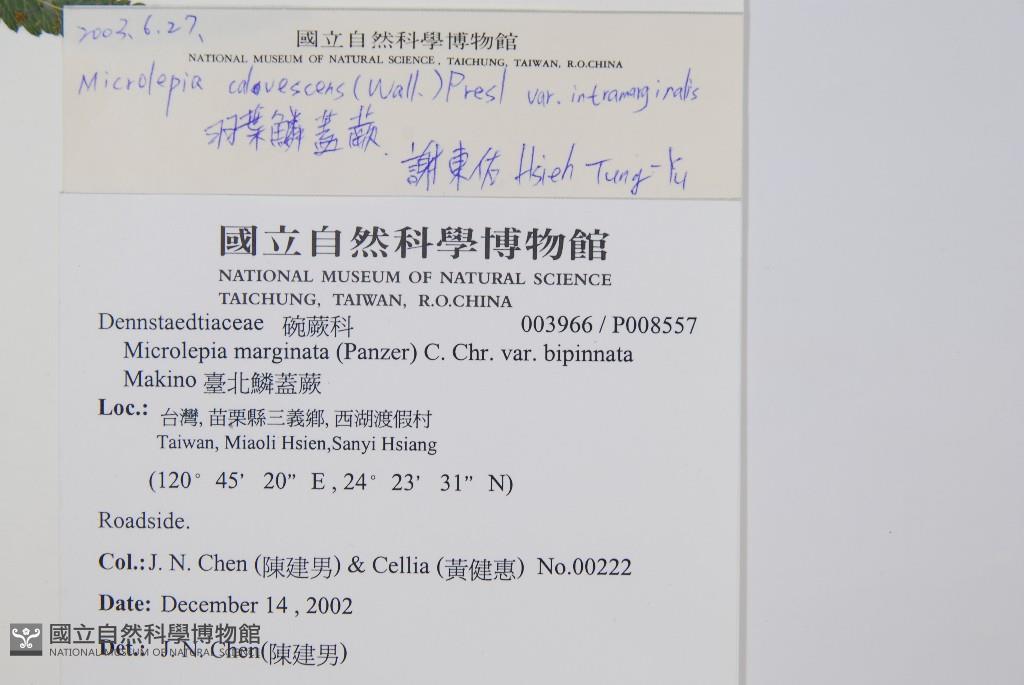 2003.6.27.
國立自然科學博物館
NATIONAL MUSEUM OF NATURAL SCIENCE, TAICHUNG, TAIWAN, R.O.CHINA
Microlepia calvescens (Wall.) Presl var. intramarginalis
羽葉鱗蓋蕨
謝東佑 Hsieh Tung-Yu
國立自然科學博物館
NATIONAL MUSEUM OF NATURAL SCIENCE
TAICHUNG, TAIWAN, R.O.CHINA
Dennstaedtiaceae 碗蕨科 003966 / P008557
Microlepia marginata (Panzer) C. Chr. var. bipinnata
Makino 臺北鱗蓋蕨
Loc.: 台灣, 苗栗縣三義鄉, 西湖渡假村
Taiwan, Miaoli Hsien,Sanyi Hsiang
(120° 45' 20" E , 24° 23' 31" N)
Roadside.
Col.: J. N. Chen (陳建男) & Cellia (黃健惠) No.00222
Date: December 14 , 2002
Det.: J. N. Chen(陳建男)
國立自然科學博物館
NATIONAL MUSEUM OF NATURAL SCIENCE